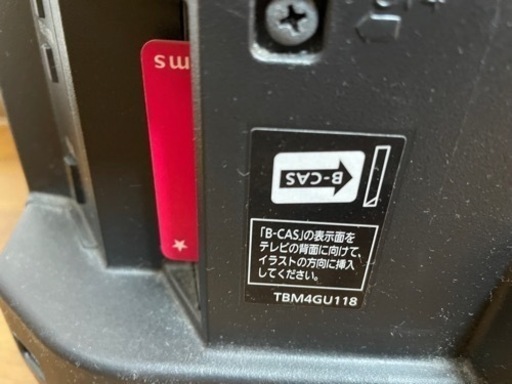 ms
B-CAS
「B-CAS」の表示面を
テレビの背面に向けて、
イラストの方向に挿入
してください。
TBM4GU118